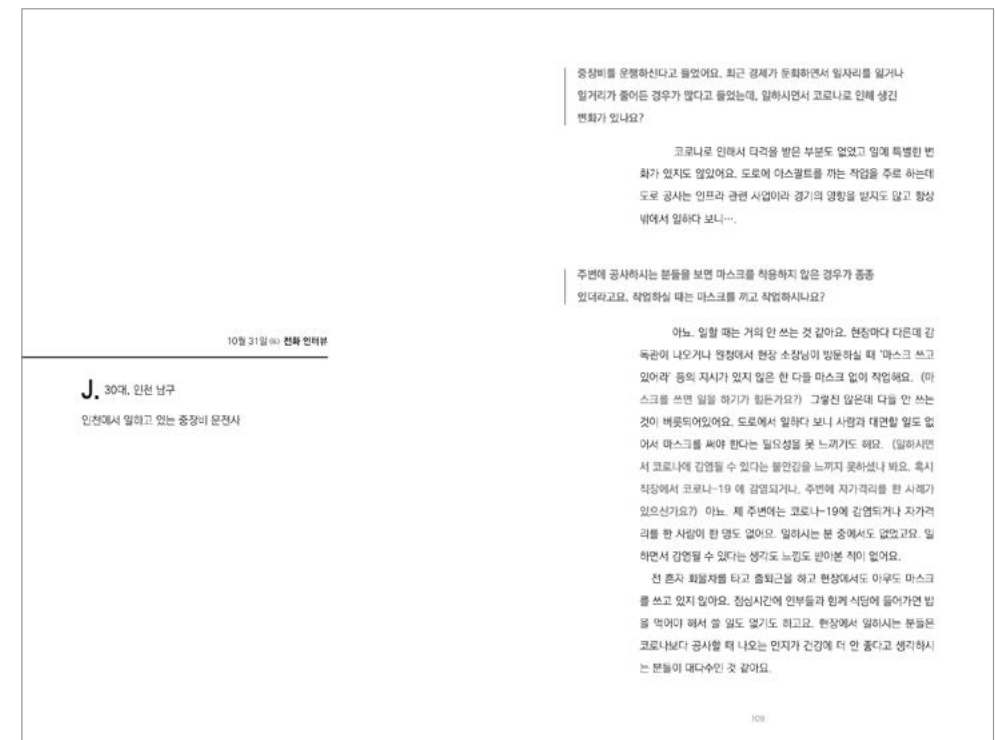 10월 31일(토) 전화 인터뷰
J. 30대, 인천 남구
인천에서 일하고 있는 중장비 운전사
중장비를 운행하신다고 들었어요. 최근 경제가 둔화하면서 일자리를 잃거나
일거리가 줄어든 경우가 많다고 들었는데, 일하시면서 코로나로 인해 생긴
변화가 있나요?
코로나로 인해서 타격을 받은 부분도 없었고 일에 특별한 변
화가 있지도 않았어요. 도로에 아스팔트를 까는 작업을 주로 하는데
도로 공사는 인프라 관련 사업이라 경기의 영향을 받지도 않고 항상
밖에서 일하다 보니….
주변에 공사하시는 분들을 보면 마스크를 착용하지 않은 경우가 종종
있더라고요. 작업하실 때는 마스크를 끼고 작업하시나요?
아뇨. 일할 때는 거의 안 쓰는 것 같아요. 현장마다 다른데 감
독관이 나오거나 원청에서 현장 소장님이 방문하실 때 '마스크 쓰고
있어라' 등의 지시가 있지 않은 한 다들 마스크 없이 작업해요. (마
스크를 쓰면 일을 하기가 힘든가요?) 그렇진 않은데 다들 안 쓰는
것이 버릇되어있어요. 도로에서 일하다 보니 사람과 대면할 일도 없
어서 마스크를 써야 한다는 필요성을 못 느끼기도 해요. (일하시면
서 코로나에 감염될 수 있다는 불안감을 느끼지 못하셨나 봐요. 혹시
직장에서 코로나-19 에 감염되거나, 주변에 자가격리를 한 사례가
있으신가요?) 아뇨. 제 주변에는 코로나-19에 감염되거나 자가격
리를 한 사람이 한 명도 없어요. 일하시는 분 중에서도 없었고요. 일
하면서 감염될 수 있다는 생각도 느낌도 받아본 적이 없어요.
전 혼자 화물차를 타고 출퇴근을 하고 현장에서도 아무도 마스크
를 쓰고 있지 않아요. 점심시간에 인부들과 함께 식당에 들어가면 밥
을 먹어야 해서 쓸 일도 없기도 하고요. 현장에서 일하시는 분들은
코로나보다 공사할 때 나오는 먼지가 건강에 더 안 좋다고 생각하시
는 분들이 대다수인 것 같아요.
109